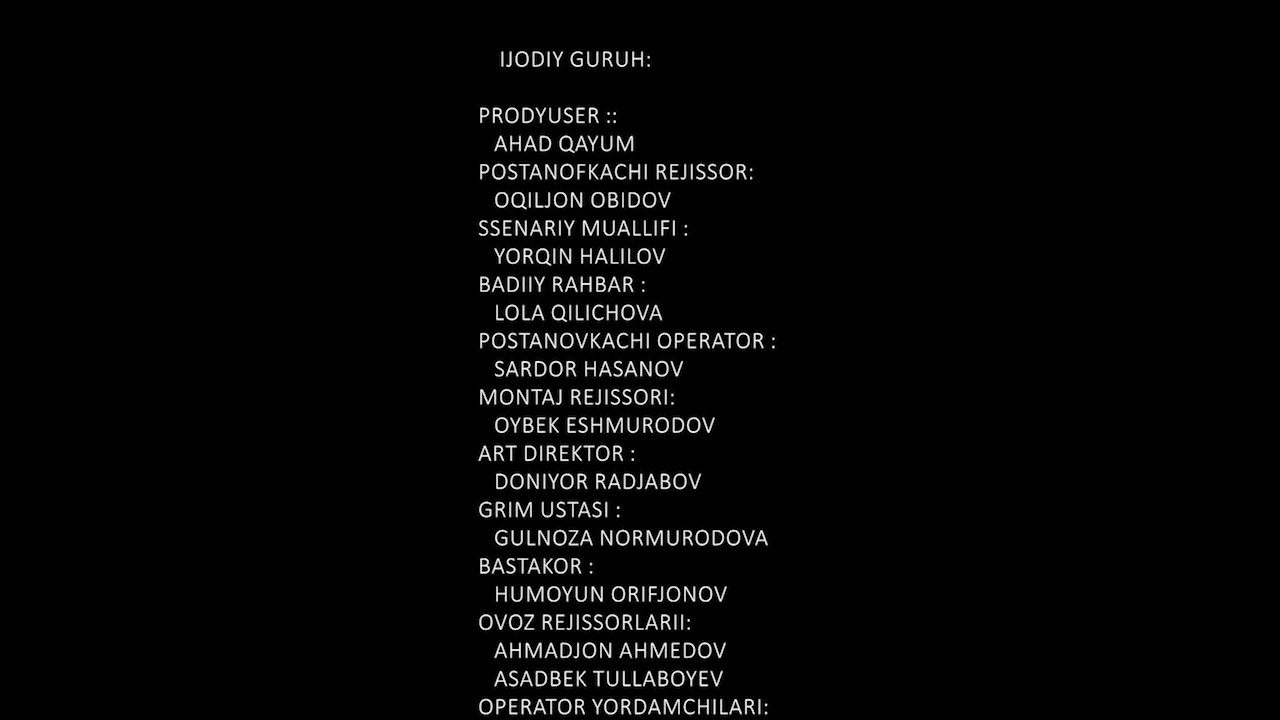 IJODIY GURUH:
PRODYUSER ::
AHAD QAYUM
POSTANOFKACHI REJISSOR:
OQILJON OBIDOV
SSENARIY MUALLIFI :
YORQIN HALILOV
BADIIY RAHBAR :
LOLA QILICHOVA
POSTANOVKACHI OPERATOR :
SARDOR HASANOV
MONTAJ REJISSORI:
OYBEK ESHMURODOV
ART DIREKTOR :
DONIYOR RADJABOV
GRIM USTASI :
GULNOZA NORMURODOVA
BASTAKOR :
HUMOYUN ORIFJONOV
OVOZ REJISSORLARII:
AHMADJON AHMEDOV
ASADBEK TULLABOYEV
OPERATOR YORDAMCHILARI: